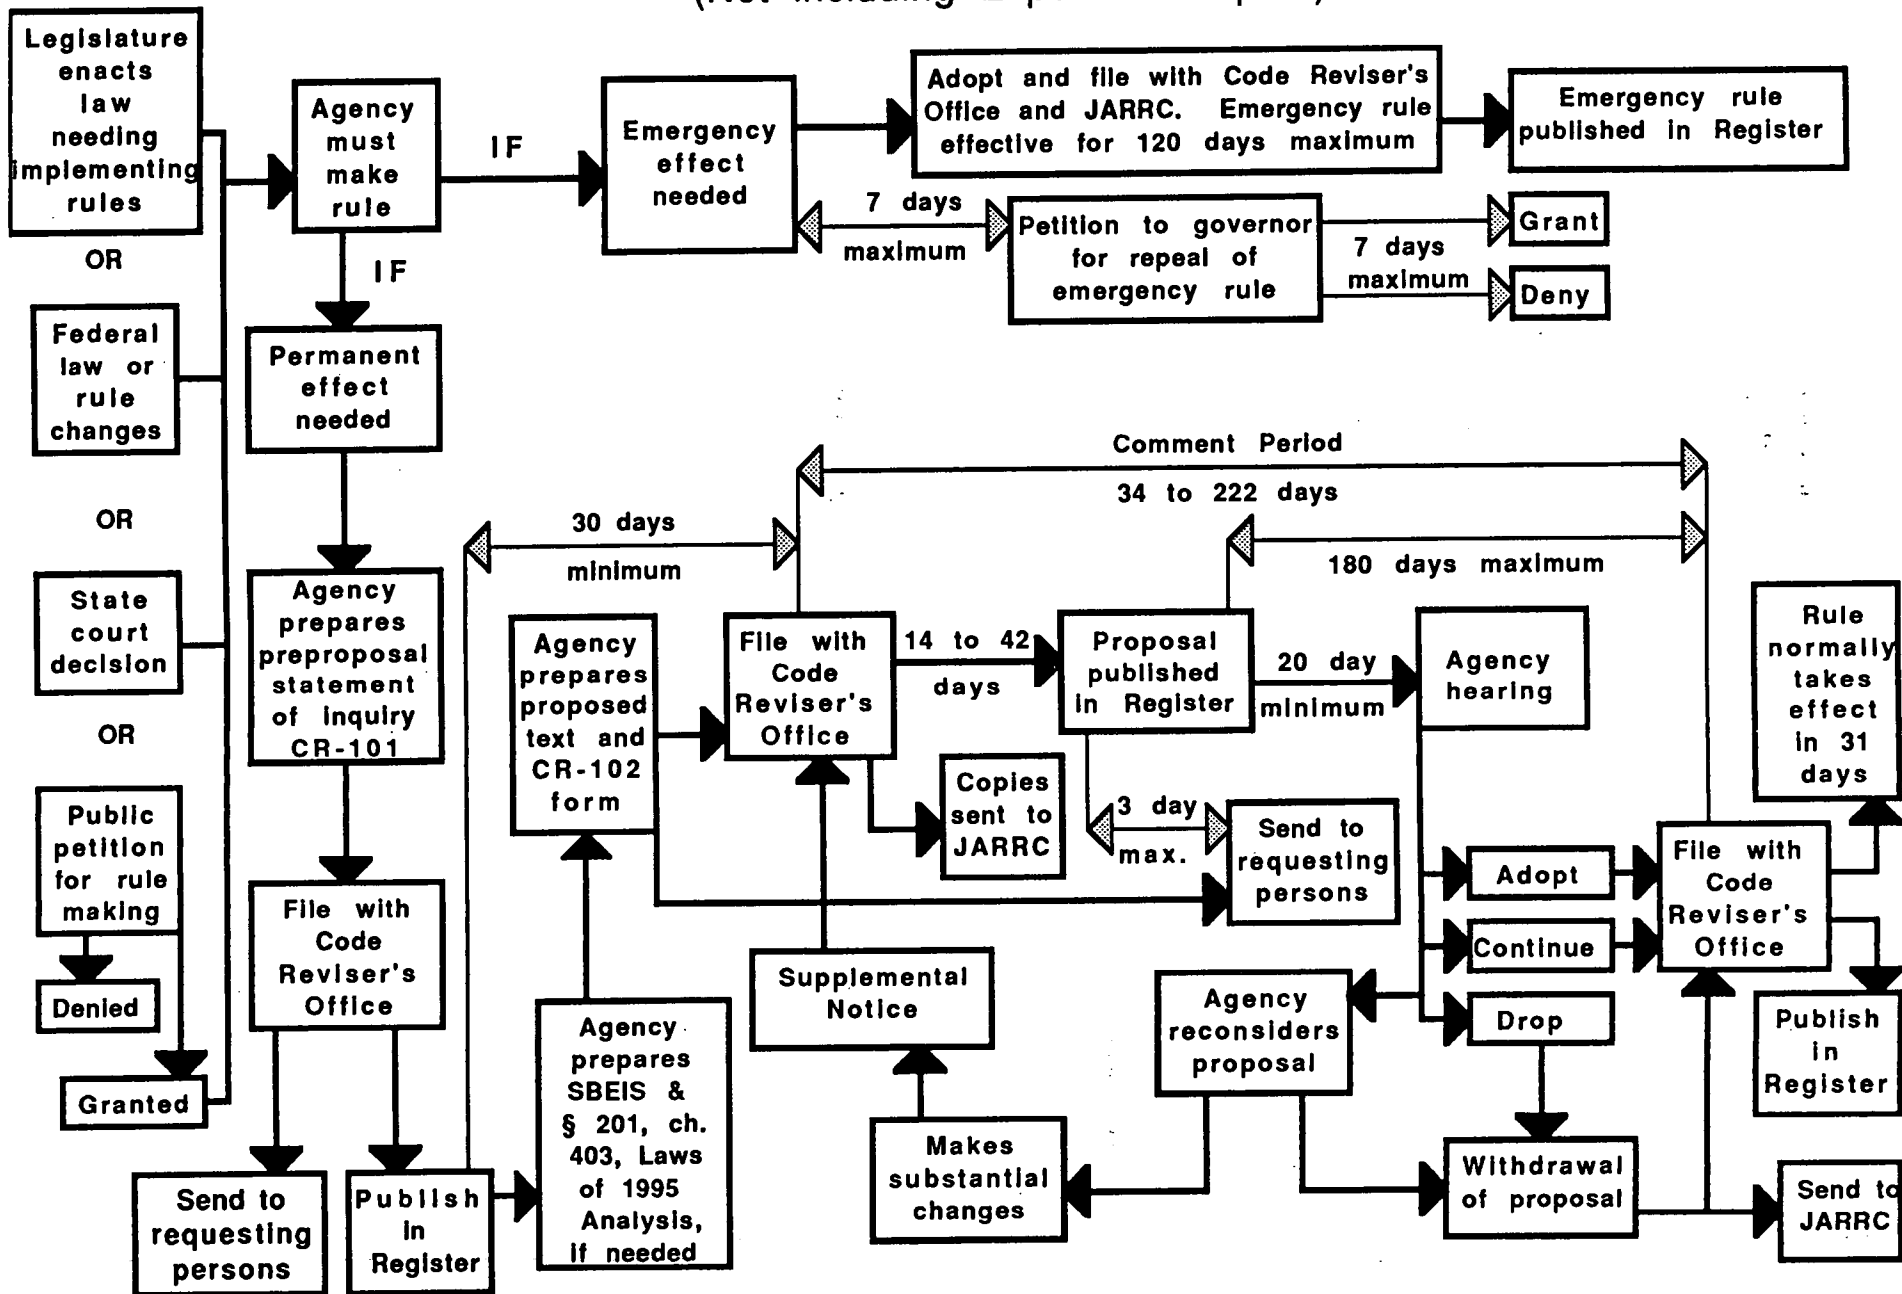 (Not Including
Legislature
enacts
law
needing
implementing
rules
OR
Federal
law or
rule
changes
OR
State
court
decision
OR
Public
petition
for rule
making
Denied
Granted
Agency
must
make
rule
IF
IF
Emergency
effect
needed
Adopt and file with Code Reviser's
Office and JARRC. Emergency rule
effective for 120 days maximum
Emergency rule
published in Register
7 days
maximum
Petition to governor
for repeal of
emergency rule
7 days
maximum
Grant
Deny
Permanent
effect
needed
Agency
prepares
preproposal
statement
of inquiry
CR-101
File with
Code
Reviser's
Office
Send to
requesting
persons
Publish
in
Register
30 days
minimum
Agency
prepares
SBEIS &
§ 201, ch.
403, Laws
of 1995
Analysis,
if needed
Agency
prepares
proposed
text and
CR-102
form
Comment Period
34 to 222 days
180 days maximum
File with
Code
Reviser's
Office
14 to 42
days
Proposal
published
in Register
20 day
minimum
Agency
hearing
Copies
sent to
JARRC
3 day
max.
Send to
requesting
persons
Supplemental
Notice
Makes
substantial
changes
Agency
reconsiders
proposal
Adopt
Continue
Drop
Withdrawal
of proposal
File with
Code
Reviser's
Office
Rule
normally
takes
effect
in 31
days
Publish
in
Register
Send to
JARRC